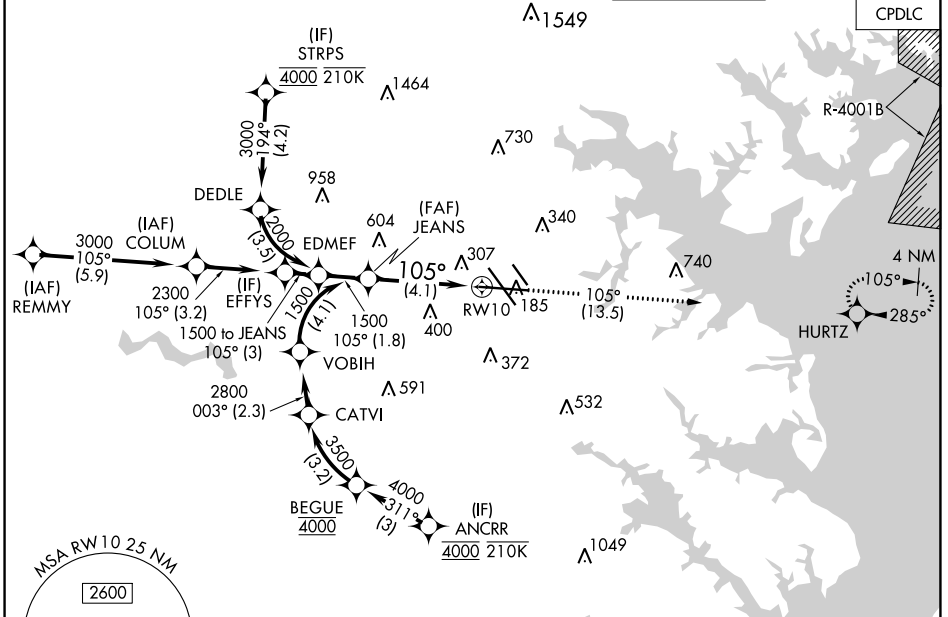 1549
CPDLC
(IF)
STRPS
4000 210K
1464
R-4001B
3000
194°
(4.2)
730
958
DEDLE
2000
(3.5)
604
(FAF)
JEANS
340
(IAF)
COLUM
EDMEF
3000
105°
(5.9)
307
105°
(4.1)
740
4 NM
105°
285°
HURTZ
(IAF)
REMMY
2300
105° (3.2)
(IF)
EFFYS
1500 to JEANS
105° (3)
1500
(4.1)
1500
105° (1.8)
400
RW10
185
105°
(13.5)
372
VOBIH
2800
003° (2.3)
591
532
CATVI
3500
(3.2)
BEGUE
4000
4000
311°
(3)
(IF)
ANCRR
4000 210K
1049
MSA RW10 25 NM
2600